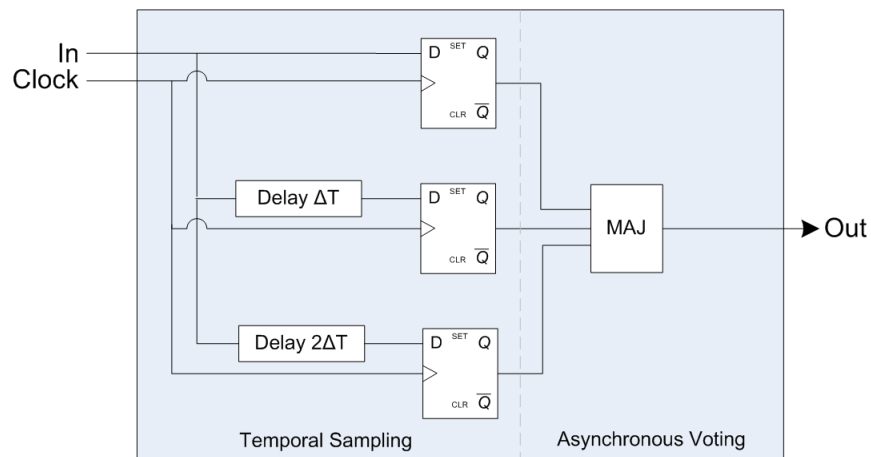 In
Clock
D SET Q
CLR Q̅
Delay ΔT
D SET Q
CLR Q̅
MAJ
Out
Delay 2ΔT
D SET Q
CLR Q̅
Temporal Sampling
Asynchronous Voting